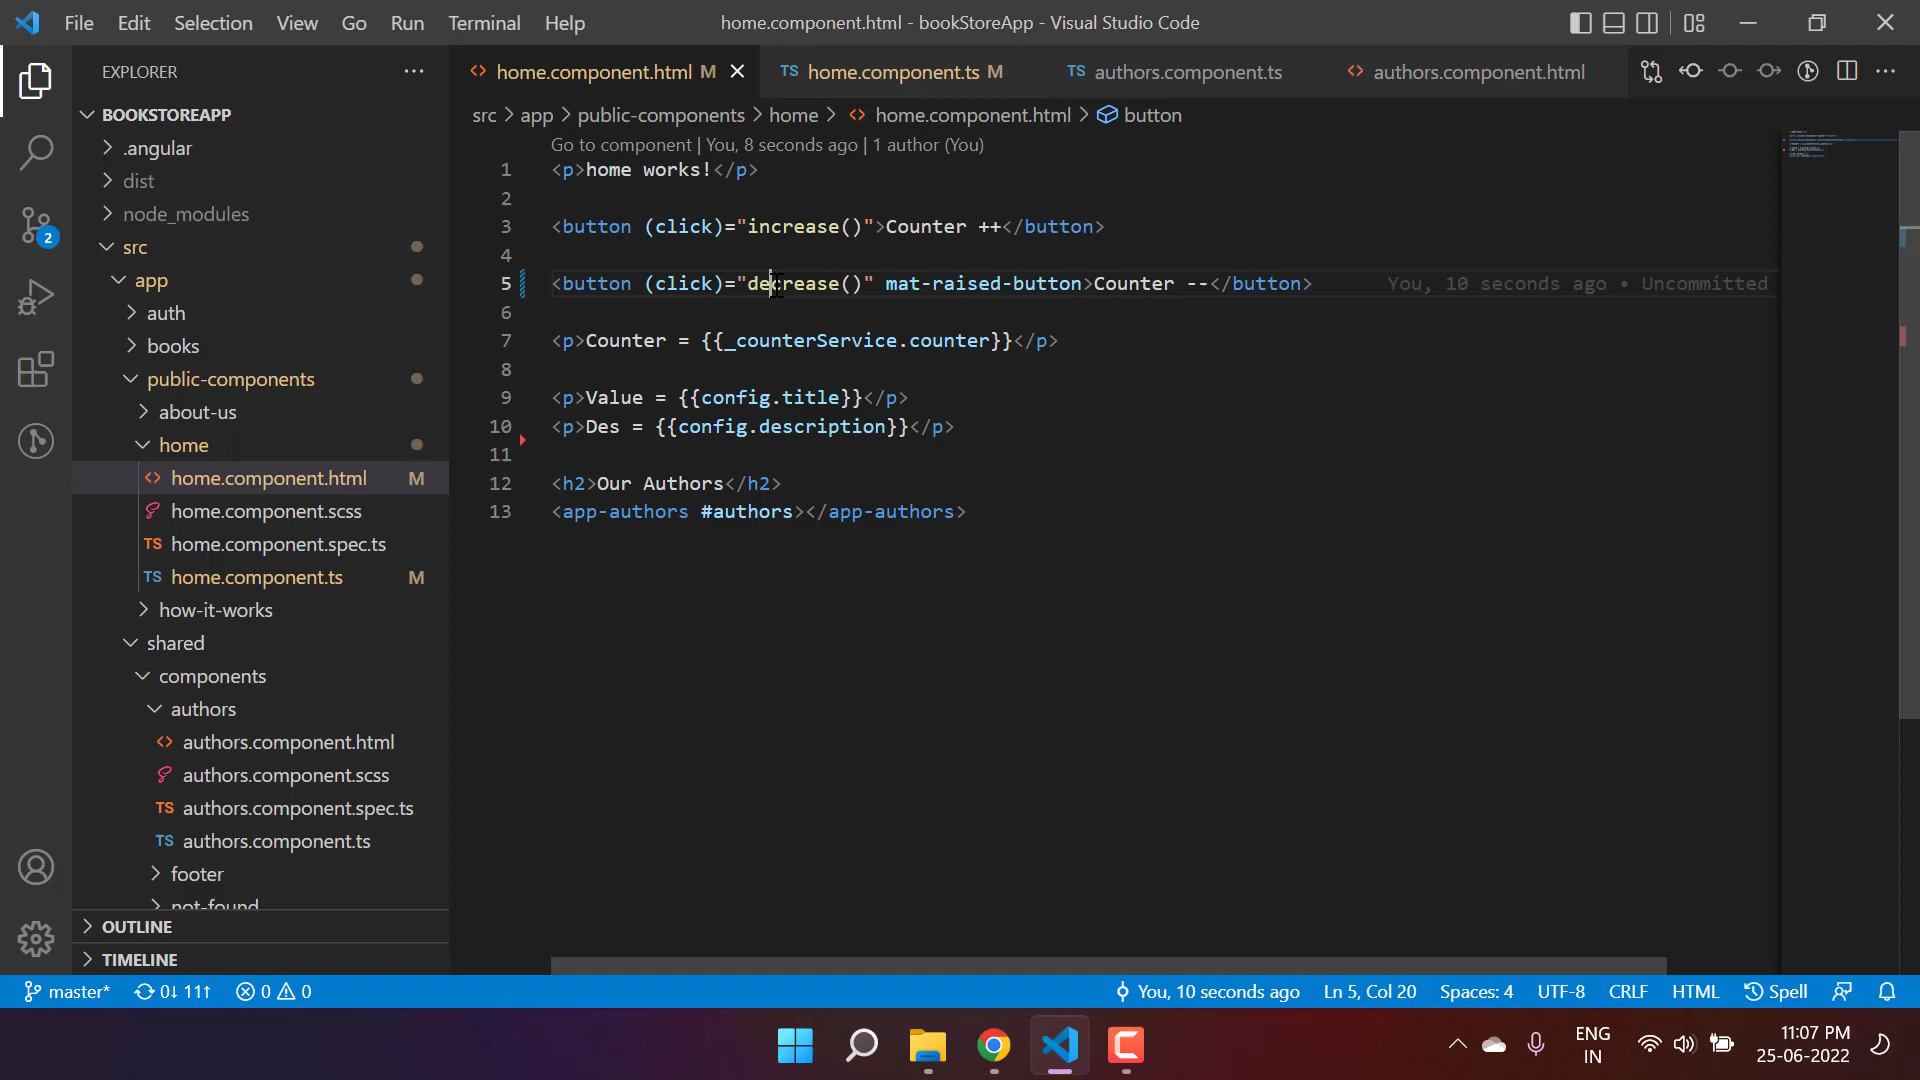 File Edit Selection View Go Run Terminal Help
home.component.html - bookStoreApp - Visual Studio Code
EXPLORER
BOOKSTOREAPP
.angular
dist
node_modules
src
app
auth
books
public-components
about-us
home
home.component.html M
home.component.scss
home.component.spec.ts
home.component.ts M
how-it-works
shared
components
authors
authors.component.html
authors.component.scss
authors.component.spec.ts
authors.component.ts
footer
not-found
OUTLINE
TIMELINE
2
home.component.html M
TS home.component.ts M
TS authors.component.ts
authors.component.html
src > app > public-components > home > home.component.html > button
Go to component | You, 8 seconds ago | 1 author (You)
1 <p>home works!</p>
2
3 <button (click)="increase()">Counter ++</button>
4
5 <button (click)="decrease()" mat-raised-button>Counter --</button> You, 10 seconds ago • Uncommitted
6
7 <p>Counter = {{_counterService.counter}}</p>
8
9 <p>Value = {{config.title}}</p>
10 <p>Des = {{config.description}}</p>
11
12 <h2>Our Authors</h2>
13 <app-authors #authors></app-authors>
master* 0↓ 11↑ 0 0 You, 10 seconds ago Ln 5, Col 20 Spaces: 4 UTF-8 CRLF HTML Spell
ENG
IN
11:07 PM
25-06-2022